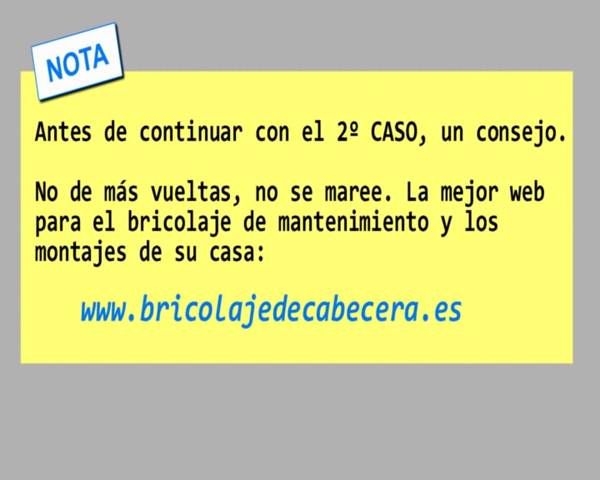 NOTA
Antes de continuar con el 2º CASO, un consejo.
No de más vueltas, no se maree. La mejor web
para el bricolaje de mantenimiento y los
montajes de su casa:
www.bricolajedecabecera.es